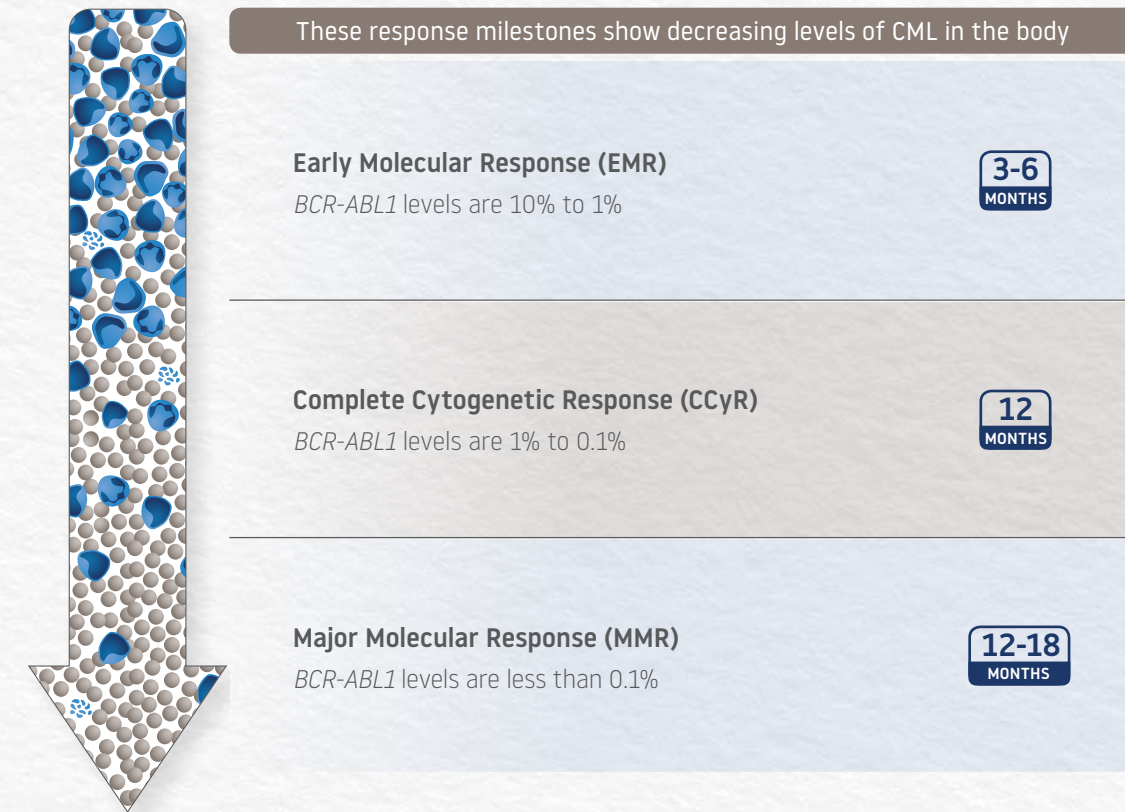 These response milestones show decreasing levels of CML in the body
Early Molecular Response (EMR)
BCR-ABL1 levels are 10% to 1%
3-6
MONTHS
Complete Cytogenetic Response (CCyR)
BCR-ABL1 levels are 1% to 0.1%
12
MONTHS
Major Molecular Response (MMR)
BCR-ABL1 levels are less than 0.1%
12-18
MONTHS